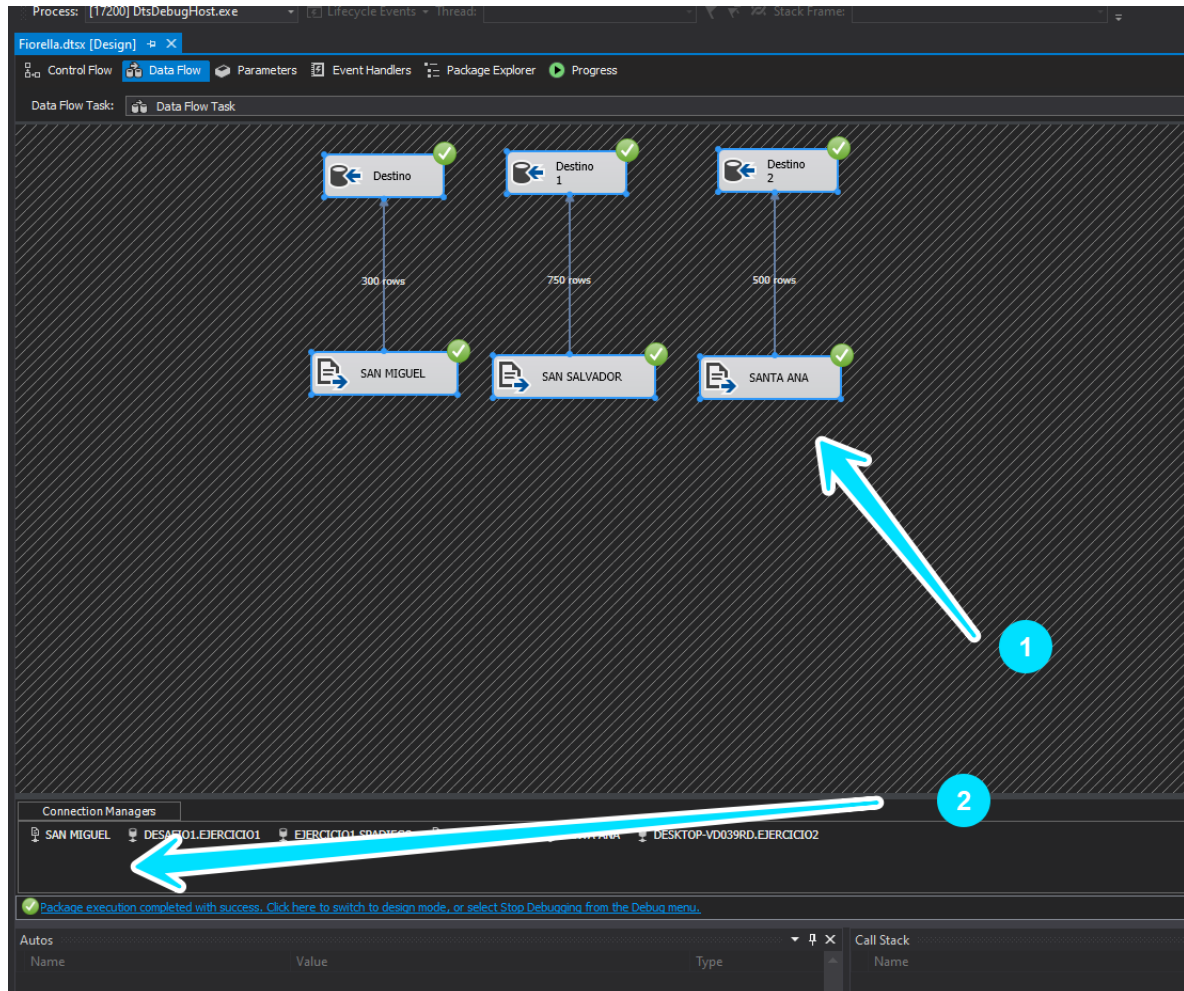 Process: [17200] DtsDebugHost.exe Lifecycle Events Thread: Stack Frame:
Fiorella.dtsx [Design]
Control Flow Data Flow Parameters Event Handlers Package Explorer Progress
Data Flow Task: Data Flow Task
Destino
Destino
1
Destino
2
300 rows
750 rows
500 rows
SAN MIGUEL
SAN SALVADOR
SANTA ANA
1
2
Connection Managers
SAN MIGUEL DESAFIO1.EJERCICIO1 DESKTOP-VD039RD.EJERCICIO2
Package execution completed with success. Click here to switch to design mode, or select Stop Debugging from the Debug menu.
Autos Call Stack
Name Value Type Name